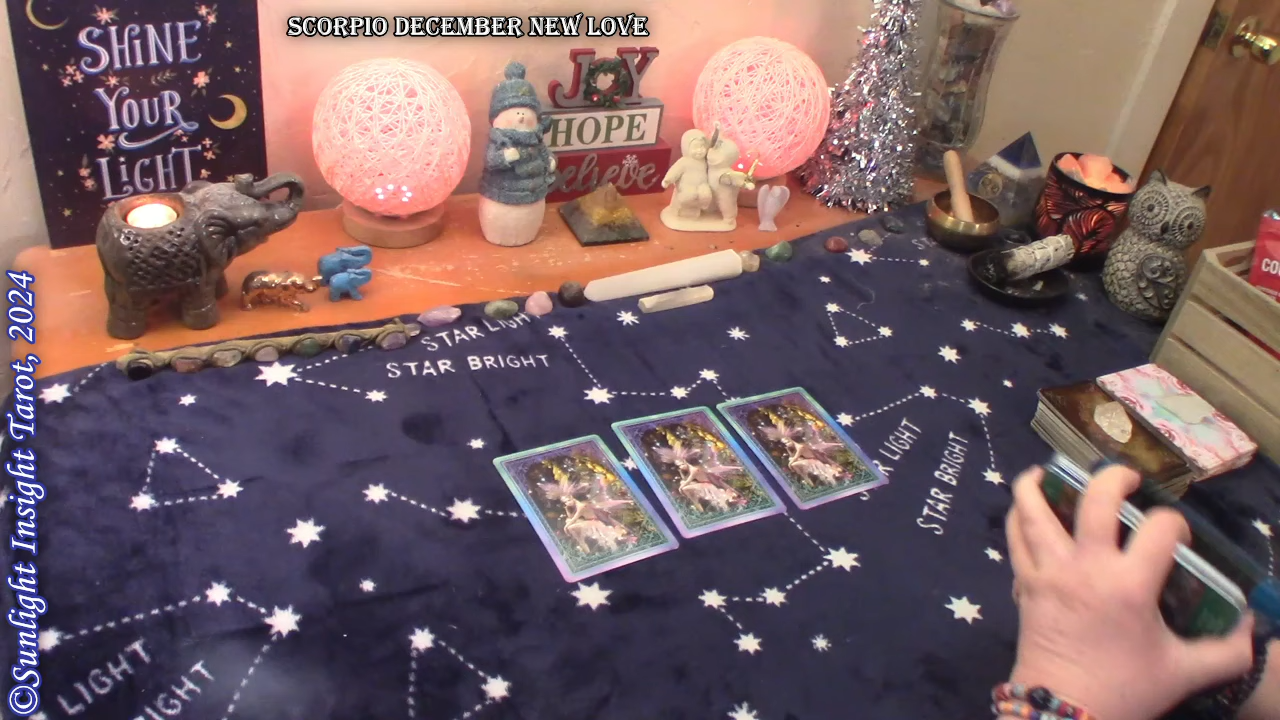 SCORPIO DECEMBER NEW LOVE
SHINE
YOUR
LIGHT
JOY
HOPE
believe
©Sunlight Insight Tarot, 2024
STAR LIGHT
STAR BRIGHT
STAR LIGHT
STAR BRIGHT
LIGHT